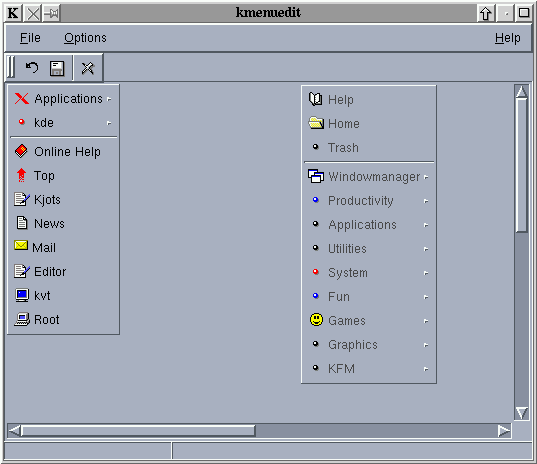 K kmenuedit
File Options Help
Applications
kde
Online Help
Top
Kjots
News
Mail
Editor
kvt
Root
Help
Home
Trash
Windowmanager
Productivity
Applications
Utilities
System
Fun
Games
Graphics
KFM